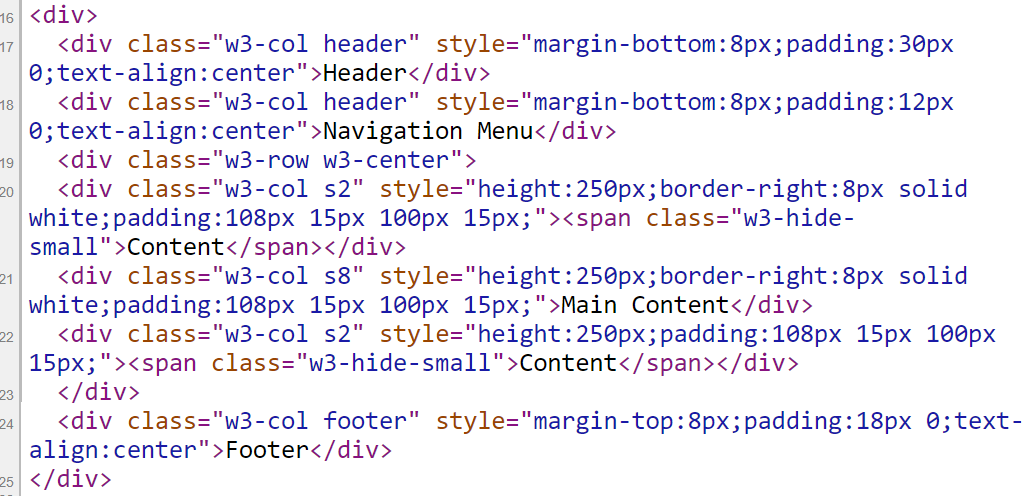 16 <div>
17 <div class="w3-col header" style="margin-bottom:8px;padding:30px
0;text-align:center">Header</div>
18 <div class="w3-col header" style="margin-bottom:8px;padding:12px
0;text-align:center">Navigation Menu</div>
19 <div class="w3-row w3-center">
20 <div class="w3-col s2" style="height:250px;border-right:8px solid
white;padding:108px 15px 100px 15px;"><span class="w3-hide-
small">Content</span></div>
21 <div class="w3-col s8" style="height:250px;border-right:8px solid
white;padding:108px 15px 100px 15px;">Main Content</div>
22 <div class="w3-col s2" style="height:250px;padding:108px 15px 100px
15px;"><span class="w3-hide-small">Content</span></div>
23 </div>
24 <div class="w3-col footer" style="margin-top:8px;padding:18px 0;text-
align:center">Footer</div>
25 </div>